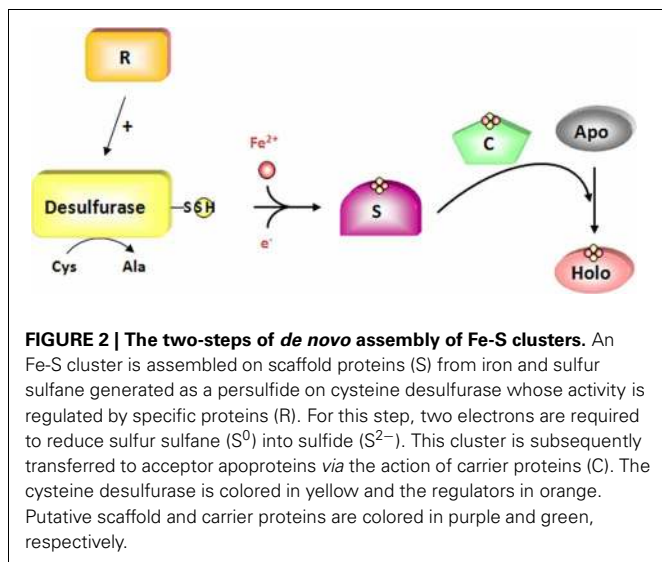 R
+
Fe²⁺
C
Apo
Desulfurase
S
S H
S
Cys
Ala
e⁻
Holo
FIGURE 2 | The two-steps of de novo assembly of Fe-S clusters. An
Fe-S cluster is assembled on scaffold proteins (S) from iron and sulfur
sulfane generated as a persulfide on cysteine desulfurase whose activity is
regulated by specific proteins (R). For this step, two electrons are required
to reduce sulfur sulfane (S⁰) into sulfide (S²⁻). This cluster is subsequently
transferred to acceptor apoproteins via the action of carrier proteins (C). The
cysteine desulfurase is colored in yellow and the regulators in orange.
Putative scaffold and carrier proteins are colored in purple and green,
respectively.